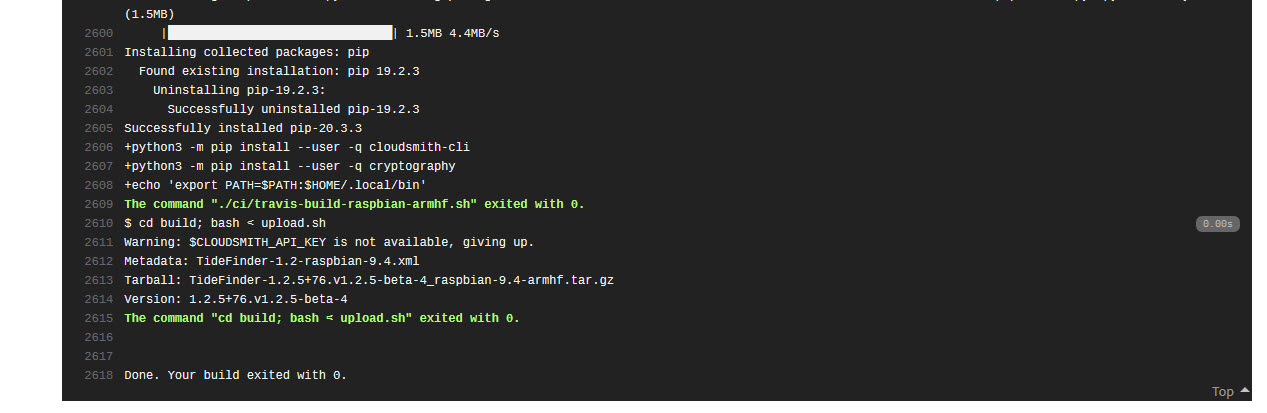 (1.5MB)
2600 | | 1.5MB 4.4MB/s
2601 Installing collected packages: pip
2602 Found existing installation: pip 19.2.3
2603 Uninstalling pip-19.2.3:
2604 Successfully uninstalled pip-19.2.3
2605 Successfully installed pip-20.3.3
2606 +python3 -m pip install --user -q cloudsmith-cli
2607 +python3 -m pip install --user -q cryptography
2608 +echo 'export PATH=$PATH:$HOME/.local/bin'
2609 The command "./ci/travis-build-raspbian-armhf.sh" exited with 0.
2610 $ cd build; bash < upload.sh 0.00s
2611 Warning: $CLOUDSMITH_API_KEY is not available, giving up.
2612 Metadata: TideFinder-1.2-raspbian-9.4.xml
2613 Tarball: TideFinder-1.2.5+76.v1.2.5-beta-4_raspbian-9.4-armhf.tar.gz
2614 Version: 1.2.5+76.v1.2.5-beta-4
2615 The command "cd build; bash < upload.sh" exited with 0.
2616
2617
2618 Done. Your build exited with 0.
Top